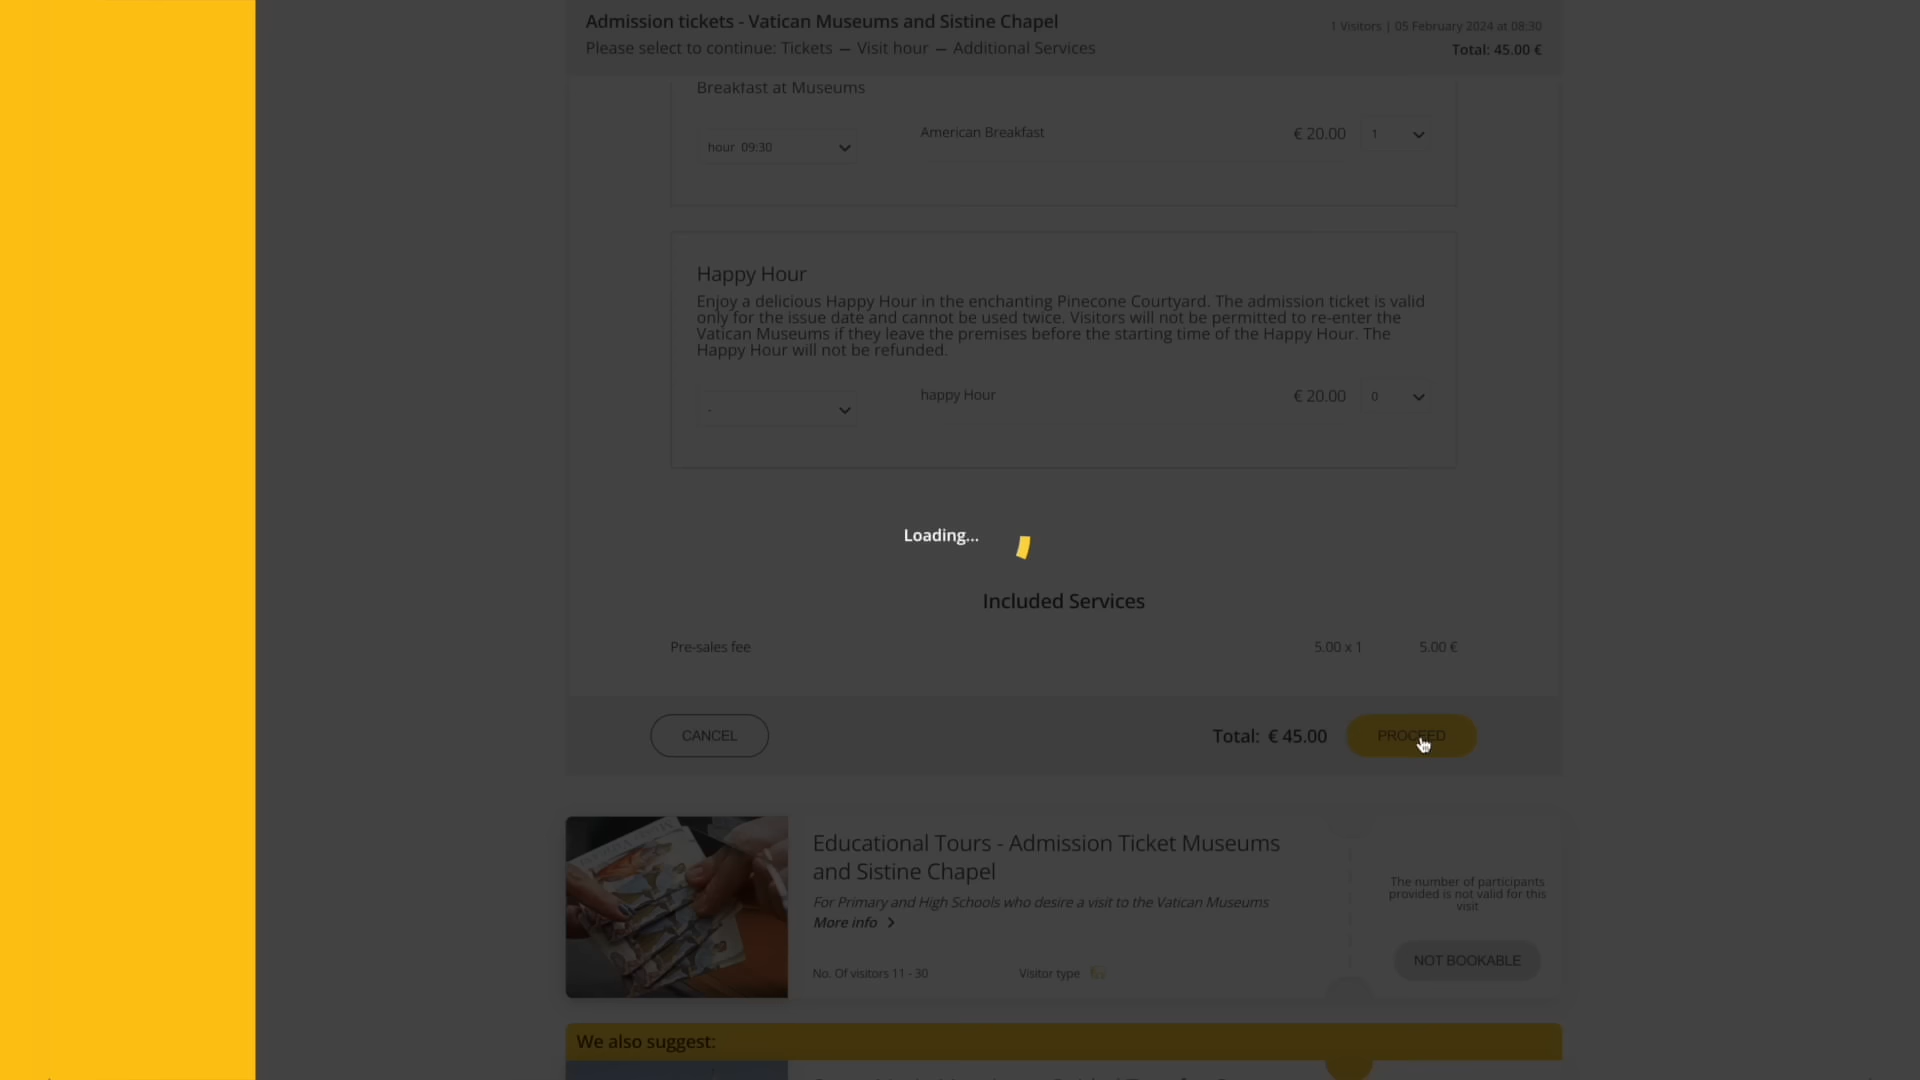 Admission tickets - Vatican Museums and Sistine Chapel
1 Visitors | 05 February 2024 at 08:30
Please select to continue: Tickets — Visit hour — Additional Services
Total: 45.00 €
Breakfast at Museums
hour 09:30
American Breakfast
€ 20.00
1
Happy Hour
Enjoy a delicious Happy Hour in the enchanting Pinecone Courtyard. The admission ticket is valid
only for the issue date and cannot be used twice. Visitors will not be permitted to re-enter the
Vatican Museums if they leave the premises before the starting time of the Happy Hour. The
Happy Hour will not be refunded.
-
happy Hour
€ 20.00
0
Loading...
Included Services
Pre-sales fee
5.00 x 1
5.00 €
CANCEL
Total: € 45.00
PROCEED
Educational Tours - Admission Ticket Museums
and Sistine Chapel
For Primary and High Schools who desire a visit to the Vatican Museums
More info
No. Of visitors 11 - 30
Visitor type
The number of participants
provided is not valid for this
visit
NOT BOOKABLE
We also suggest: